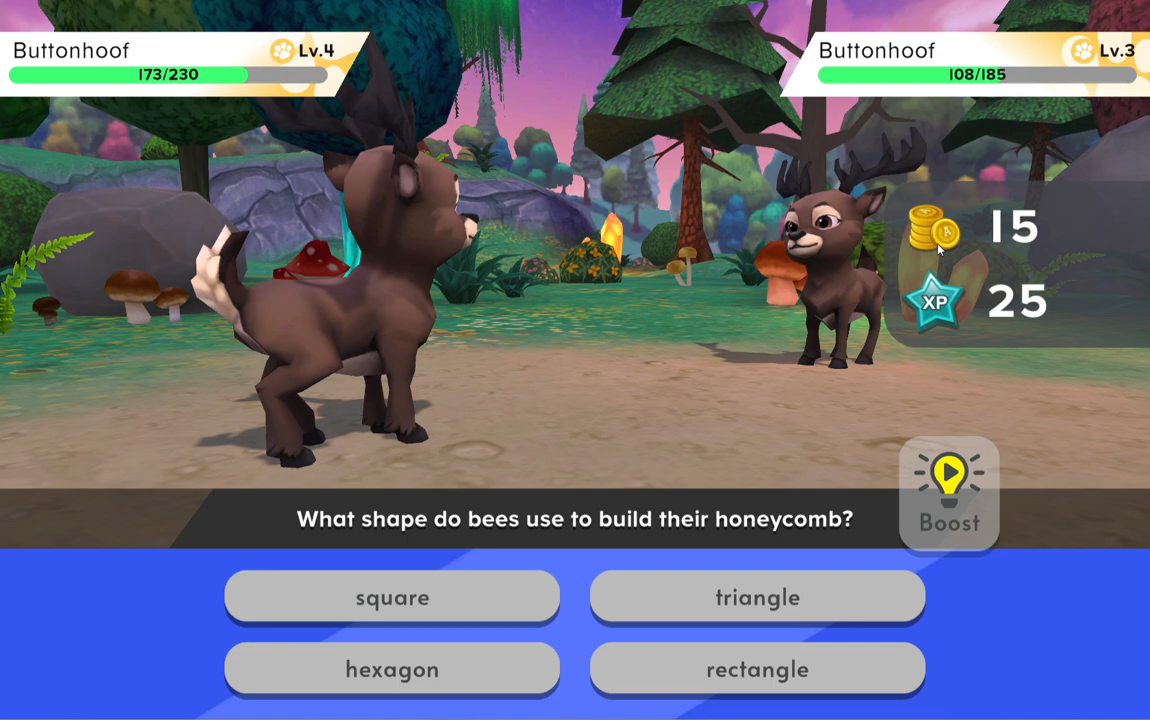 Buttonhoof Lv.4
173/230
Buttonhoof Lv.3
108/185
15
XP 25
Boost
What shape do bees use to build their honeycomb?
square
triangle
hexagon
rectangle